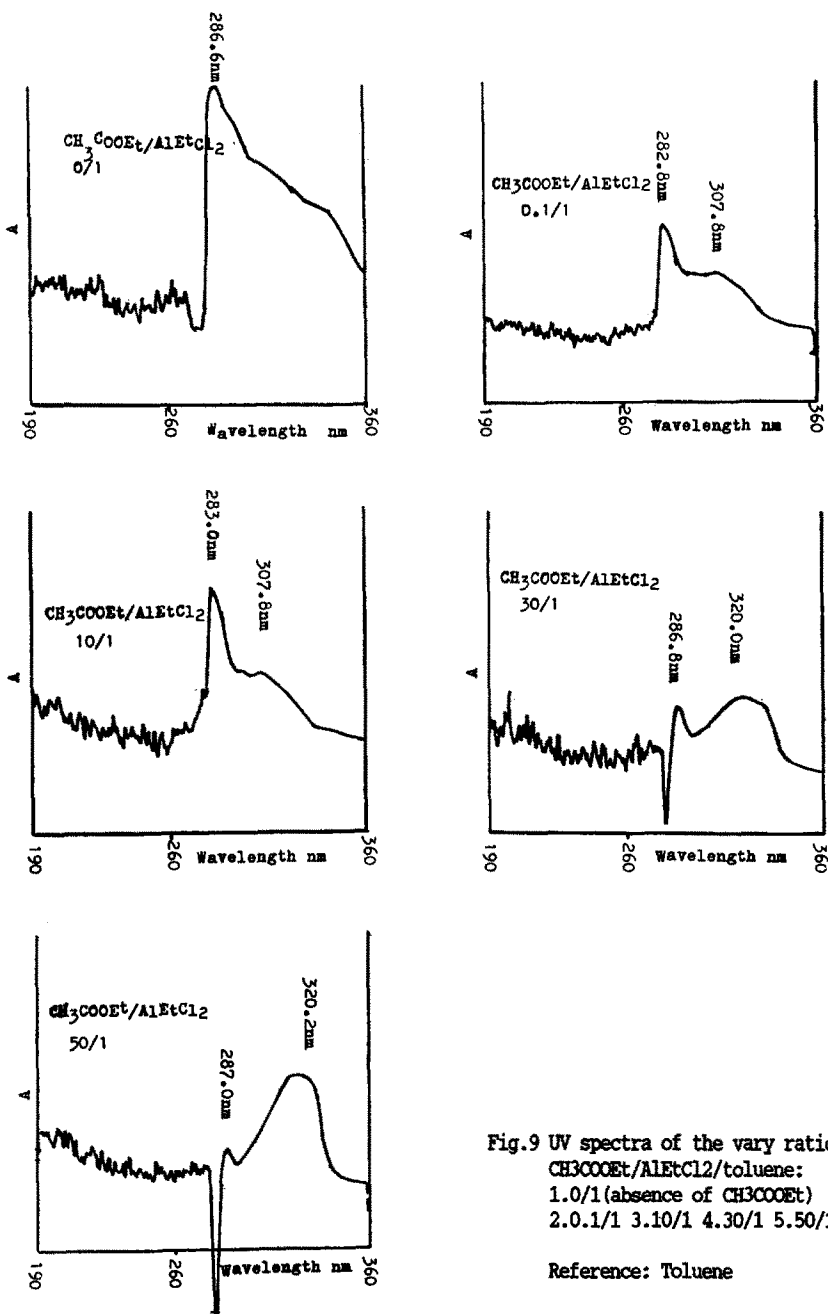 286.6nm
CH3COOEt/AlEtCl2
0/1
A
190
260
Wavelength nm
360
282.8nm
307.8nm
CH3COOEt/AlEtCl2
0.1/1
A
190
260
Wavelength nm
360
283.0nm
307.8nm
CH3COOEt/AlEtCl2
10/1
A
190
260
Wavelength nm
360
CH3COOEt/AlEtCl2
30/1
286.8nm
320.0nm
A
190
260
Wavelength nm
360
CH3COOEt/AlEtCl2
50/1
287.0nm
320.2nm
A
190
260
Wavelength nm
360
Fig.9 UV spectra of the vary ratio
CH3COOEt/AlEtCl2/toluene:
1.0/1(absence of CH3COOEt)
2.0.1/1 3.10/1 4.30/1 5.50/1
Reference: Toluene